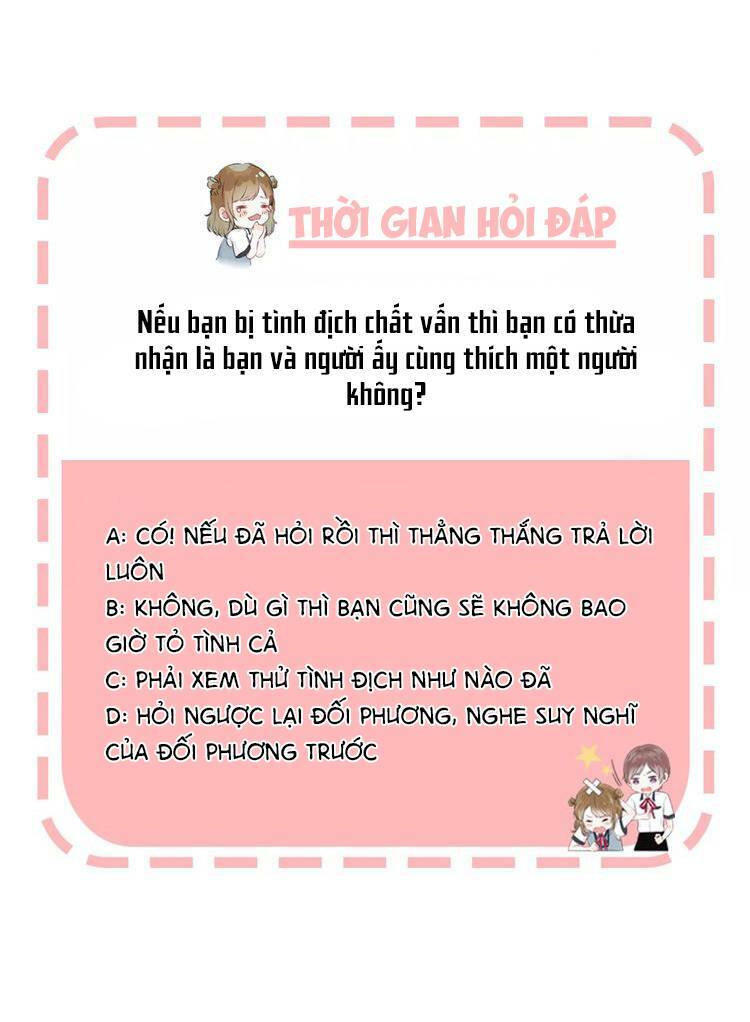 THỜI GIAN HỎI ĐÁP
Nếu bạn bị tình địch chất vấn thì bạn có thừa
nhận là bạn và người ấy cùng thích một người
không?
A: CÓ! NẾU ĐÃ HỎI RỒI THÌ THẲNG THẮNG TRẢ LỜI
LUÔN
B: KHÔNG, DÙ GÌ THÌ BẠN CŨNG SẼ KHÔNG BAO
GIỜ TỎ TÌNH CẢ
C: PHẢI XEM THỬ TÌNH ĐỊCH NHƯ NÀO ĐÃ
D: HỎI NGƯỢC LẠI ĐỐI PHƯƠNG, NGHE SUY NGHĨ
CỦA ĐỐI PHƯƠNG TRƯỚC